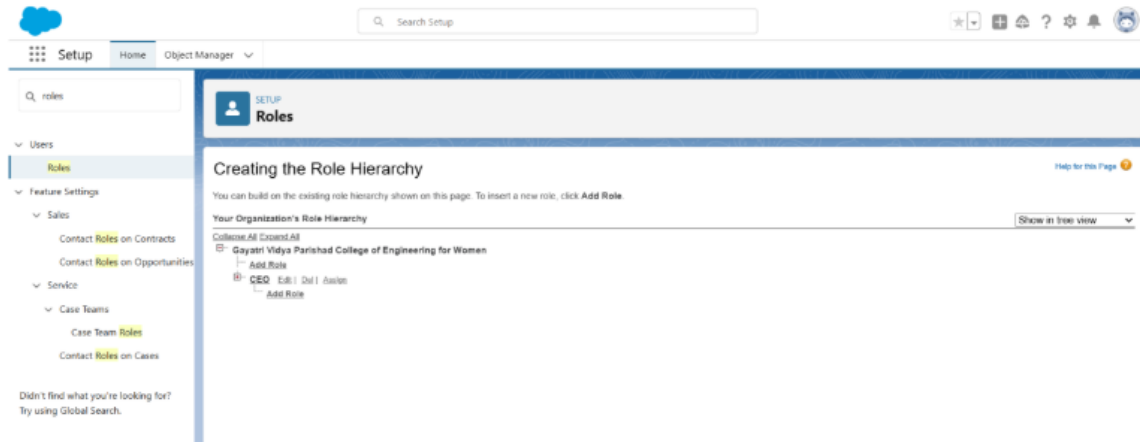 Search Setup
Setup
Home
Object Manager
roles
Users
Roles
Feature Settings
Sales
Contact Roles on Contracts
Contact Roles on Opportunities
Service
Case Teams
Case Team Roles
Contact Roles on Cases
Didn't find what you're looking for?
Try using Global Search.
SETUP
Roles
Creating the Role Hierarchy
Help for this Page
You can build on the existing role hierarchy shown on this page. To insert a new role, click Add Role.
Your Organization's Role Hierarchy
Show in tree view
Collapse All Expand All
Gayatri Vidya Parishad College of Engineering for Women
Add Role
CEO Edit | Del | Assign
Add Role